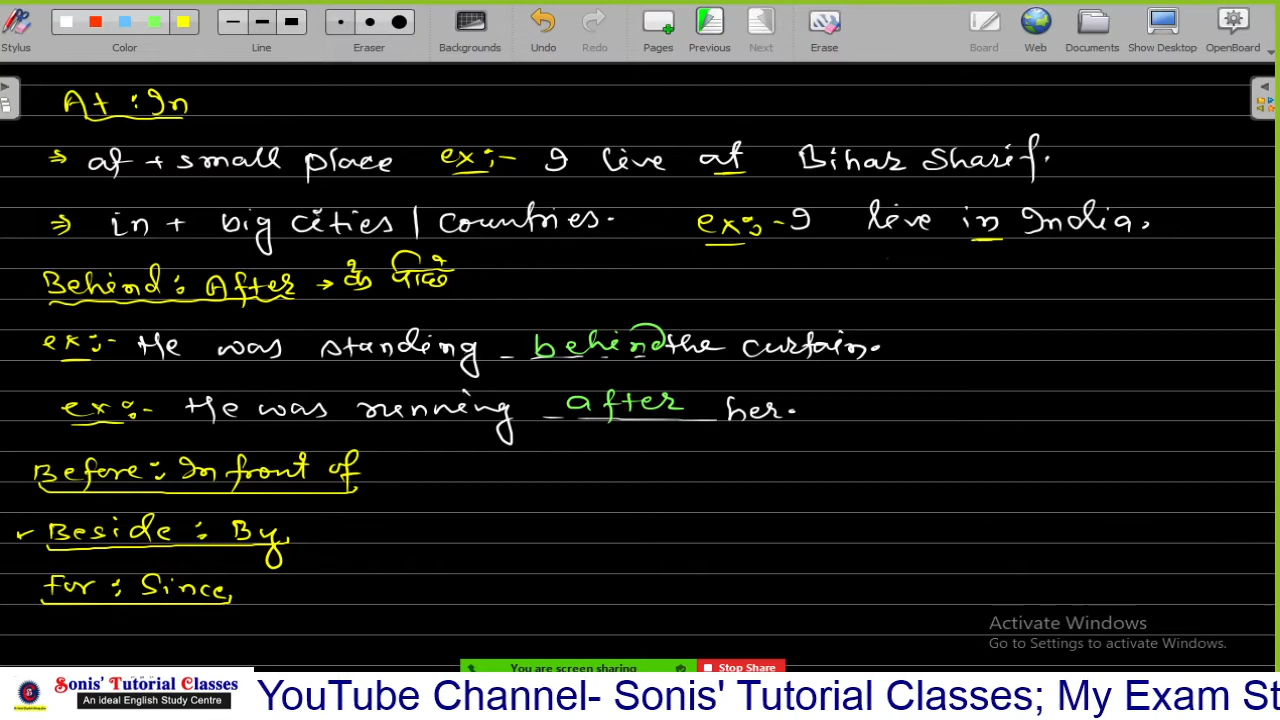 Stylus Color Line Eraser Backgrounds Undo Redo Pages Previous Next Erase Board Web Documents Show Desktop OpenBoard
At : In
⇒ at + small place ex:- I live at Bihar Sharif.
⇒ in + big cities | countries. ex:- I live in India.
Behind : After → के पीछे
ex:- He was standing behind the curtain.
ex:- He was running after her.
Before : In front of
✓ Beside : By
For : Since
Activate Windows
Go to Settings to activate Windows.
You are screen sharing Stop Share
Sonis' Tutorial Classes
An ideal English Study Centre
YouTube Channel- Sonis' Tutorial Classes; My Exam St